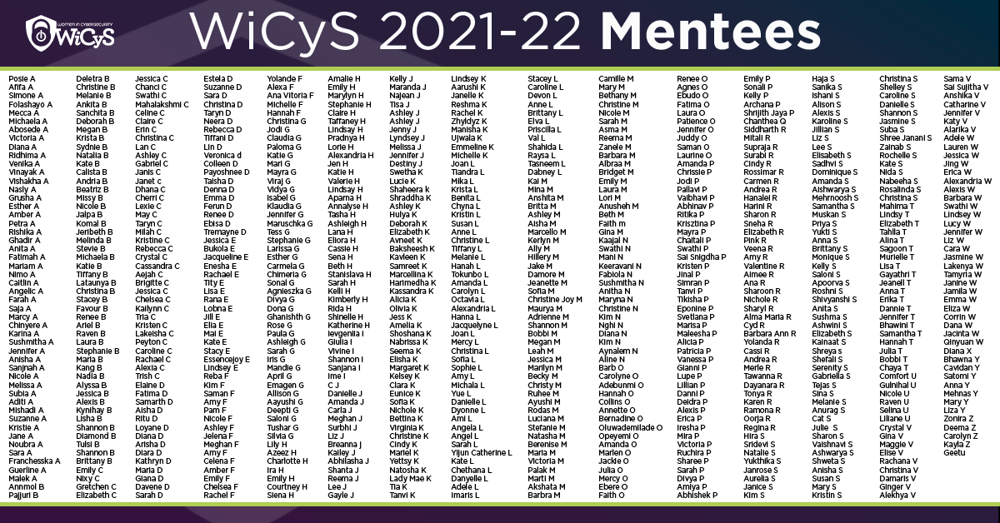 WOMEN IN CYBERSECURITY
WiCyS
WiCyS 2021-22 Mentees
Posie A
Afifa A
Simone A
Folashayo A
Mecca A
Michaela A
Abosede A
Victoria A
Diana A
Ridhima A
Venika A
Vinayak A
Vishakha A
Nasly A
Grusha A
Esther A
Amber A
Petra A
Rishika A
Ghadir A
Anita A
Fatimah A
Mariam A
Nimo A
Caitlin A
Angelic A
Farah A
Saja A
Marcy A
Chinyere A
Karina A
Sushmitha A
Jennifer A
Anisha A
Sanjnah A
Nicole A
Melissa A
Subia A
Aditi A
Mishadi A
Suzanne A
Kristie A
Jane A
Noubra A
Sara A
Franchesska A
Guerline A
Malek A
Annmol B
Pajjuri B
Deletra B
Christine B
Melanie B
Ankita B
Sanchita B
Deborah B
Megan B
Krista B
Sydnie B
Natalia B
Kate B
Calista B
Andria B
Beatriz B
Missy B
Nicole B
Jalpa B
Komal B
Jeribeth B
Melinda B
Stevie B
Michaela B
Katie B
Tiffany B
Lataunya B
Christina B
Stacey B
Favour B
Renee B
Ariel B
Raven B
Laura B
Stephanie B
Maria B
Kang B
Nadia B
Alyssa B
Jessica B
Alexis B
Kynihay B
Lisha B
Shannon B
Diamond B
Tulsi B
Shannon B
Brittany B
Emily C
Nixy C
Gretchen C
Elizabeth C
Jessica C
Chanci C
Swathi C
Mahalakshmi C
Celine C
Claire C
Erin C
Christina C
Lan C
Ashley C
Gabriel C
Janis C
Janet c
Dhana C
Cherri C
Lexie C
May C
Taryn C
Milah C
Kristine C
Rebecca C
Crystal C
Cassandra C
Aejah C
Brigitte C
Jessica C
Chelsea C
Kailynn C
Tria C
Kristen C
Lakeisha C
Peyton C
Caroline C
Rachael C
Alexia C
Trish C
Elaine D
Fatima D
Samarth D
Aisha D
Ritu D
Loyane D
Diana D
Arisha D
Diara D
Kathryn D
Maria D
Giana D
Davene D
Sarah D
Estela D
Suzanne D
Sara D
Christina D
Taryn D
Neera D
Rebecca D
Tiffani D
Lin D
Veronica d
Colleen D
Payoshnee D
Taisha D
Denna D
Emma D
Ferun D
Renee D
Ebizia D
Tremayne D
Jessica E
Bukola E
Jacqueline E
Enesha E
Rachael E
Tity E
Lisa E
Rana E
Lobna E
Jill E
Elia E
Mai E
Kate E
Stacy E
Essencejoy E
Lindsey E
Reba F
Kim F
Saman F
Amy F
Pam F
Nicole F
Ashley F
Jelena F
Meghan F
Amy F
Celena F
Amber F
Emily F
Chelsea F
Rachel F
Yolande F
Alexa F
Ana Vitoria F
Michelle F
Hannah F
Christina G
Jodi G
Claudia G
Paloma G
Katie G
Mari G
Mayra G
Viraj G
Vidya G
Isabel G
Klaudia G
Jennifer G
Maruschka G
Tess G
Stephanie G
Larissa G
Esther G
Carmela G
Chimeria G
Sonal G
Agnieszka G
Divya G
Dona G
Ghanishth G
Rose G
Paula G
Ashleigh G
Sarah G
Iris G
Mandie G
April G
Emagen G
Allison G
Aayushi G
Deepti G
Saloni G
Tushar G
Silvia G
Lily H
Azeez H
Charlotte H
Ira H
Emily H
Courtney H
Siena H
Amalie H
Emily H
Marylyn H
Stephanie H
Claire H
Taffaney H
Lindsay H
Pradnya H
Lorie H
Alexandria H
Jen H
Katie H
Valerie H
Lindsay H
Aparna H
Annalyse H
Tasha H
Ashleigh H
Lana H
Eliora H
Cassie H
Sena H
Beth H
Stanislava H
Sarah H
Kelli H
Kimberly H
Rida H
Shinelle H
Katherine H
Ievgeniia I
Giulia I
Vivine I
Shannon I
Sanjana I
Ime I
C J
Danielle J
Amanda J
Carla J
Meghan J
Surbhi J
Liz J
Breanna j
Kailey J
Abhilasha J
Shanta J
Reema J
Lee J
Gayle J
Kelly J
Maranda J
Najean J
Tisa J
Ashley J
Ashley J
Jenny J
Lyndsey J
Melissa J
Jennifer J
Destiny J
Swetha K
Lucie K
Shaheera k
Shraddha K
Ashley K
Hulya K
Deborah K
Elizabeth K
Avneet K
Baksheesh K
Kavleen K
Samreet K
Marcellina K
Harimedha K
Kassandra K
Alicia K
Olivia K
Jess K
Amelia K
Shoshana K
Nabrissa K
Seema K
Elisha K
Margaret K
Kelsey K
Clara K
Eunice K
Sofia K
Nichole K
Bettina K
Virginia K
Christine K
Cindy K
Mariel K
Yettsy K
Natosha K
Lady Mae K
Tia K
Tanvi K
Lindsey K
Aarushi K
Janelle K
Reshma K
Rachel K
Zhyldyz K
Manisha K
Ujwala K
Emmeline K
Michelle K
Joan L
Tiandra L
Mika L
Krista L
Benita L
Chyna L
Kristin L
Susan L
Anne L
Christine L
Tiffany L
Melanie L
Hanah L
Tokunbo L
Amanda L
Carolyn L
Octavia L
Alexandria L
Hanna L
Jacquelyne L
Joan L
Mercy L
Christina L
Sofia L
Sophie L
Amy L
Michala L
Yue L
Danielle L
Dyonne L
Ami L
Angela L
Angel L
Sarah L
Yijun Catherine L
Kate L
Chethana L
Danyelle L
Adele L
Imaris L
Stacey L
Caroline L
Devon L
Anne L
Brittany L
Elva L
Priscilla L
Val L
Shahida L
Raysa L
Tasneem L
Dabney L
Kai M
Mina M
Anshita M
Britta M
Ashley M
Aisha M
Marcello M
Kerlyn M
Ally M
Hillary M
Jake M
Damore M
Jeanette M
Sofia M
Christine Joy M
Maurya M
Adrienne M
Shannon M
Bobbi M
Megan M
Leah M
Jessica M
Marilyn M
Becky M
Christy M
Ruhee M
Ayushi M
Rodas M
Luciana M
Stefanie M
Natasha M
Berenise M
Maria M
Victoria M
Palak M
Marti M
Akshata M
Barbra M
Camille M
Mary M
Bethany M
Christine M
Nicole M
Sarah M
Asma M
Reema M
Zanele M
Barbara M
Albraa M
Bridget M
Emily M
Laura M
Lori M
Anusheh M
Beth M
Faith m
Gina M
Kaajal N
Swathi N
Mani N
Keeravani N
Fabiola N
Sushmitha N
Anitha N
Maryna N
Christine N
Kim N
Nghi N
Diana N
Kim N
Aynalem N
Aline N
Barb O
Carolyne O
Adebunmi O
Hannah O
Collins O
Annette O
Bernadine O
Oluwademilade O
Opeyemi O
Amanda O
Marlen O
Jackie O
Julia O
Mercy O
Ebere O
Faith O
Renee O
Agnes O
Ebudo O
Fatima O
Laura O
Patience O
Jennifer O
Juddy O
Saman O
Laurine O
Amanda P
Chrissie P
Jodi P
Pallavi P
Vaibhavi P
Abhinav P
Ritika P
Krisztina P
Mayra P
Chaitali P
Swathi P
Sai Snigdha P
Kristen P
Jinal P
Simran P
Tanvi P
Tikisha P
Eponine P
Svetlana P
Marisa P
Maleesha P
Alicia P
Patricia P
Vanessa P
Gianni P
Lupe P
Lillian P
Danni P
Deidra P
Alexis P
Erica P
Iresha P
Mira P
Victoria P
Ruchira P
Sharee P
Sarah P
Divya P
Amiya P
Abhishek P
Emily P
Sonali P
Kelly P
Archana P
Shrijith Jaya P
Chanthea Q
Siddharth R
Mitali R
Supraja R
Surabi R
Cindy R
Rossimar R
Carmen R
Andrea R
Hanalei R
Harini R
Sharon R
Sneha R
Elizabeth R
Pink R
Veena R
Amy R
Valentine R
Aimee R
Ana R
Sharoon R
Nichole R
Sharyl R
Alma Maria R
Cyd R
Barbara Ann R
Yolanda R
Cassi R
Andrea R
Merle R
Tawanna R
Dayanara R
Tonya R
Karen R
Ramona R
Oorja R
Regina R
Hira S
Sridevi S
Natalie S
Yukthika S
Janrose S
Aurelia S
Janice S
Kim S
Haja S
Sanika S
Ishani S
Alison S
Alexis S
Karoline S
Jillian S
Liz S
Lee S
Elisabeth S
Sadhvi S
Dominique S
Amanda S
Aishwarya S
Mehrnoosh S
Samantha S
Muskan S
Priya S
Yukti S
Anna S
Brittany S
Monique S
Kelly S
Saloni S
Apoorva S
Roshni S
Shivyanshi S
Anita S
Sushma S
Ashwini S
Elizabeth S
Kainaat S
Shreya S
Shefali S
Serenity S
Gabriella S
Tejas S
Melanie S
Anurag S
Cat S
Julie S
Sharon S
Vaishnavi S
Ashwarya S
Shweta S
Anisha S
Susan S
Mary S
Kristin S
Christina S
Shelley S
Caroline S
Danielle S
Shannon S
Jasmine S
Suba S
Shree Janani S
Zainab S
Rochelle S
Kate S
Nida S
Nabeeha S
Rosalinda S
Christina S
Mahima T
Lindsy T
Elizabeth T
Tahlita T
Alina T
Sagoon T
Murielle T
Lisa T
Gayathri T
Jeanell T
Anna T
Erika T
Dannie T
Jennifer T
Bhawgniti T
Samantha T
Hannah T
Julia T
Bobbi T
Chaya T
Comfort U
Gulnihal U
Nicole U
Raven U
Selina U
Liliane U
Crystal V
Gina V
Maggie V
Elise V
Rachana V
Christina V
Damaris V
Ginger V
Alekhya V
Sama V
Sai Sujitha V
Anshika V
Catharine V
Jennifer V
Katy V
Alarika V
Adele W
Lauren W
Jessica W
Jing W
Erica W
Alexandria W
Alexis W
Barbara W
Swathi W
Lindsey W
Lucy W
Jennifer W
Liz W
Cara W
Jasmine W
Lakenya W
Tamyria W
Janine W
Jamila W
Emma W
Eliza W
Corrin W
Dana W
Jacinta W
Qinyuan W
Diana X
Bhawna Y
Cavidan Y
Satomi Y
Anna Y
Mehnas Y
Mary Y
Liza Y
Zonira Z
Deema Z
Carolyn Z
Kayla Z
Geetu